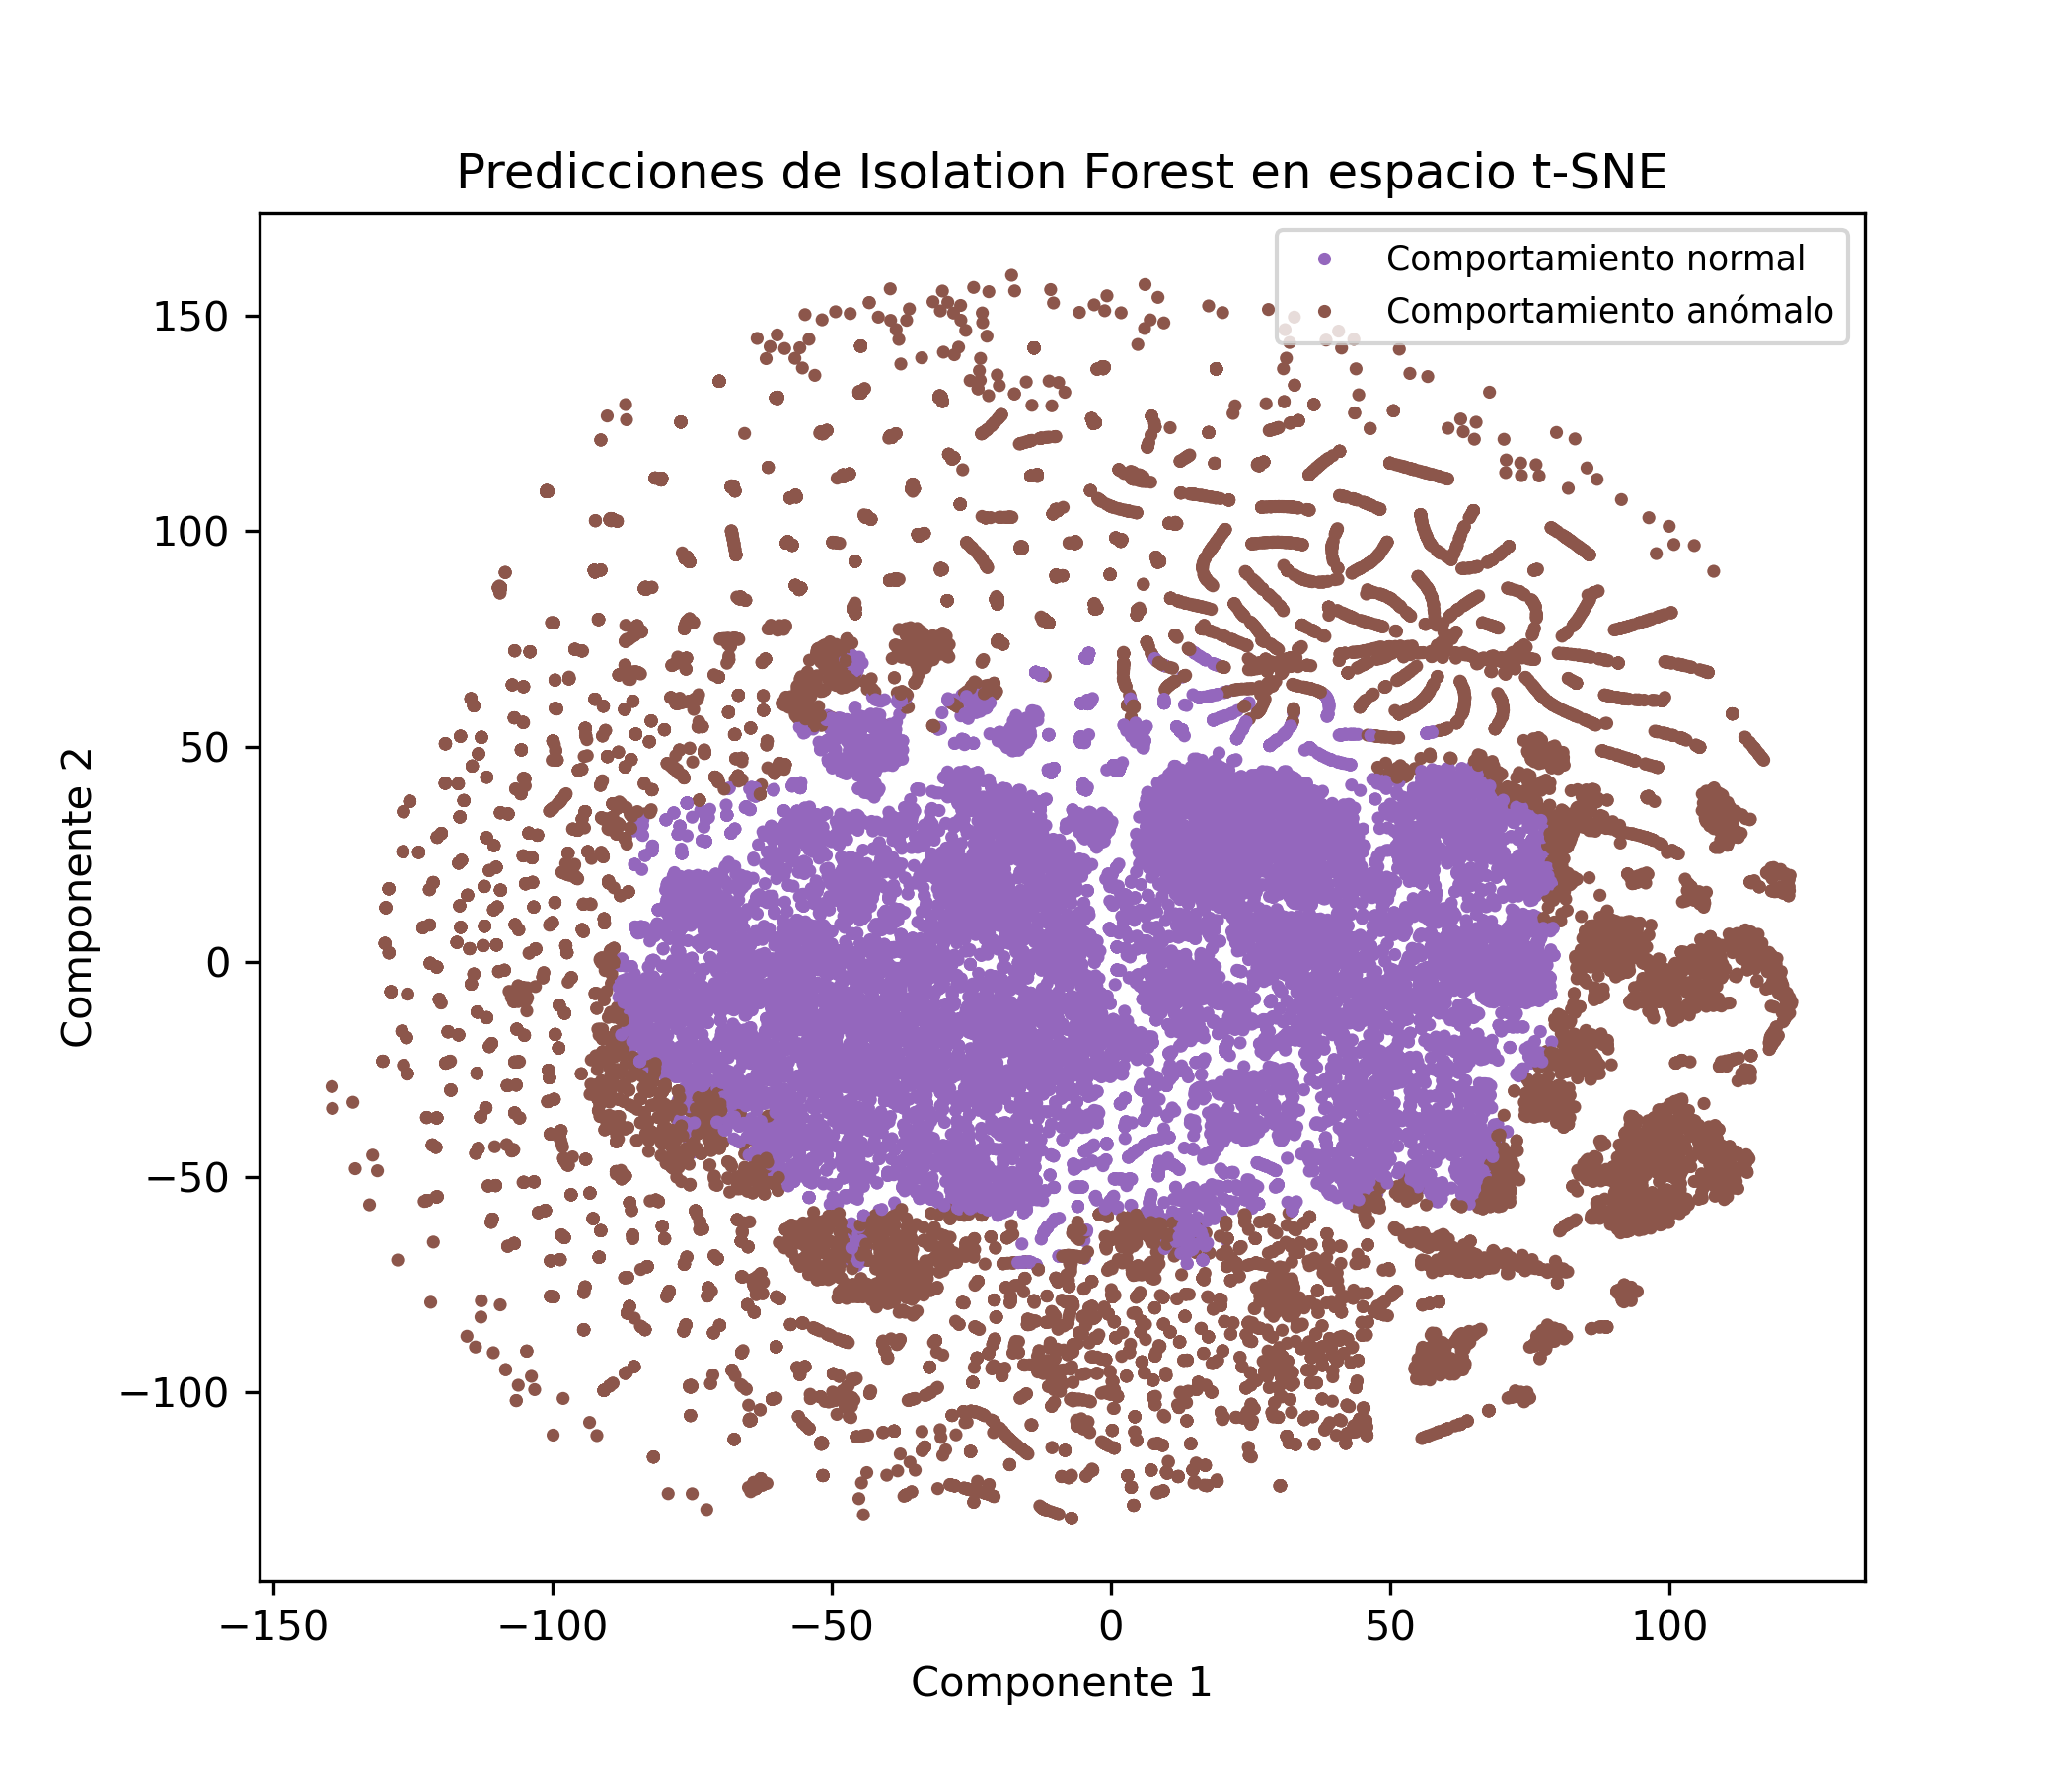 Predicciones de Isolation Forest en espacio t-SNE
Comportamiento normal
Comportamiento anómalo
150
100
50
0
−50
−100
Componente 2
−150
−100
−50
0
50
100
Componente 1